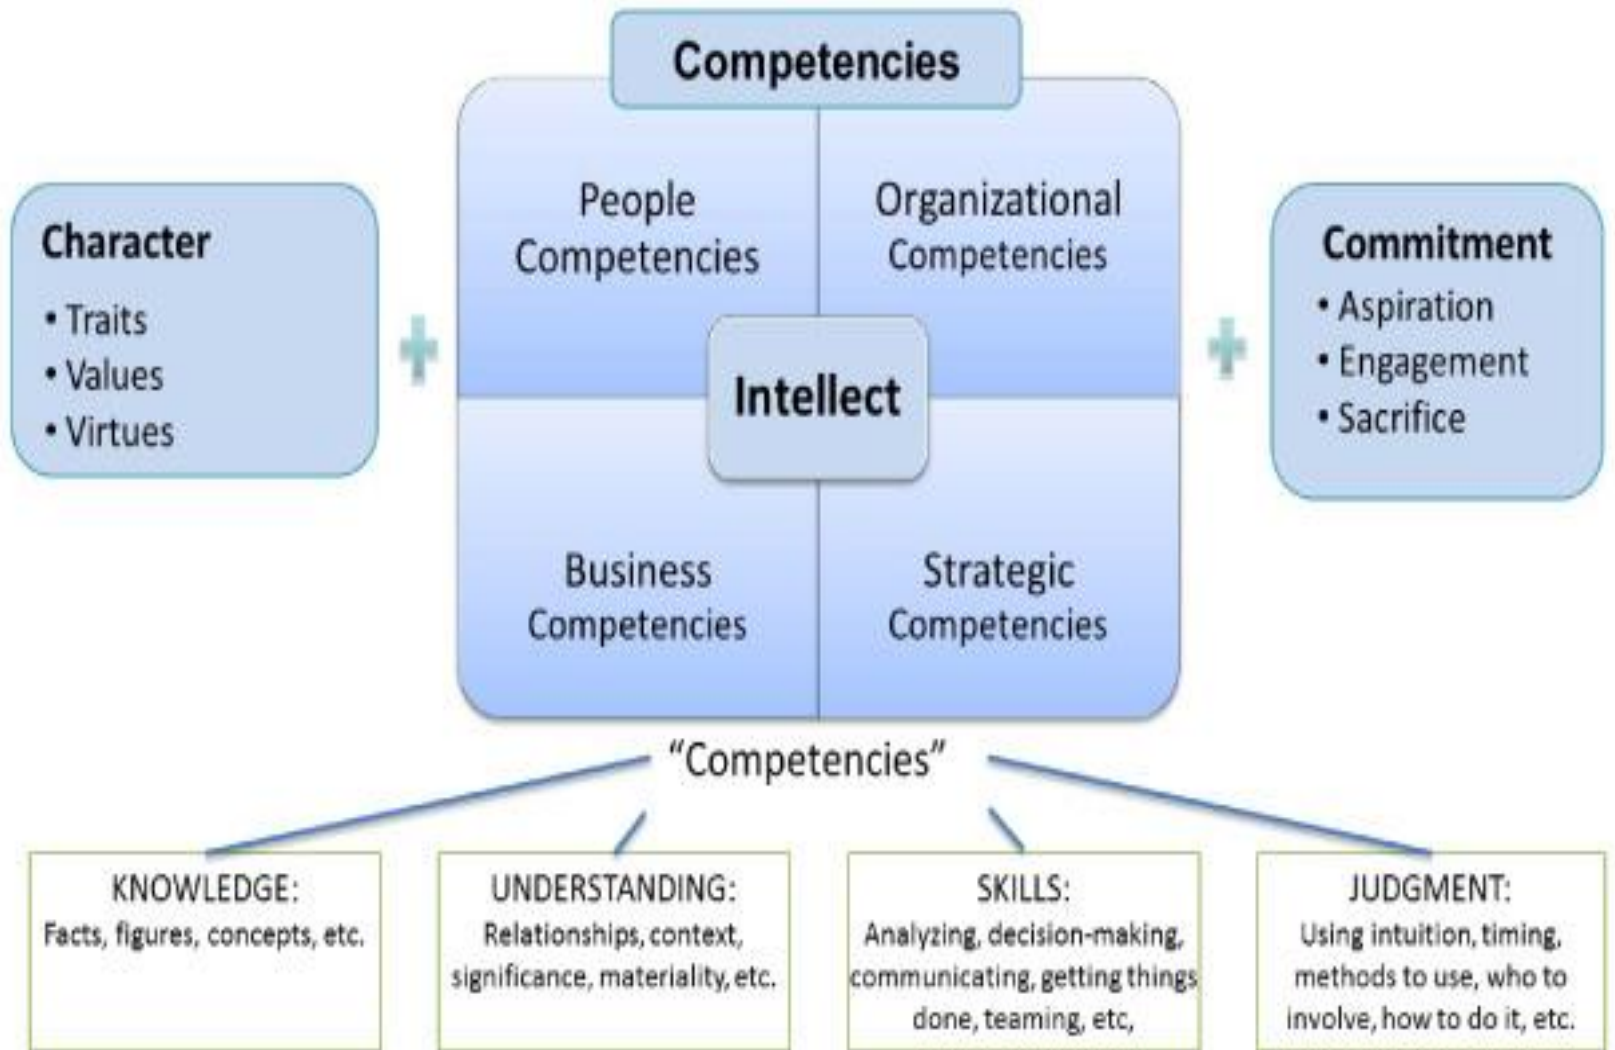 Competencies
People
Competencies
Organizational
Competencies
Character
• Traits
• Values
• Virtues
Intellect
Commitment
• Aspiration
• Engagement
• Sacrifice
Business
Competencies
Strategic
Competencies
“Competencies”
KNOWLEDGE:
Facts, figures, concepts, etc.
UNDERSTANDING:
Relationships, context,
significance, materiality, etc.
SKILLS:
Analyzing, decision-making,
communicating, getting things
done, teaming, etc,
JUDGMENT:
Using intuition, timing,
methods to use, who to
involve, how to do it, etc.